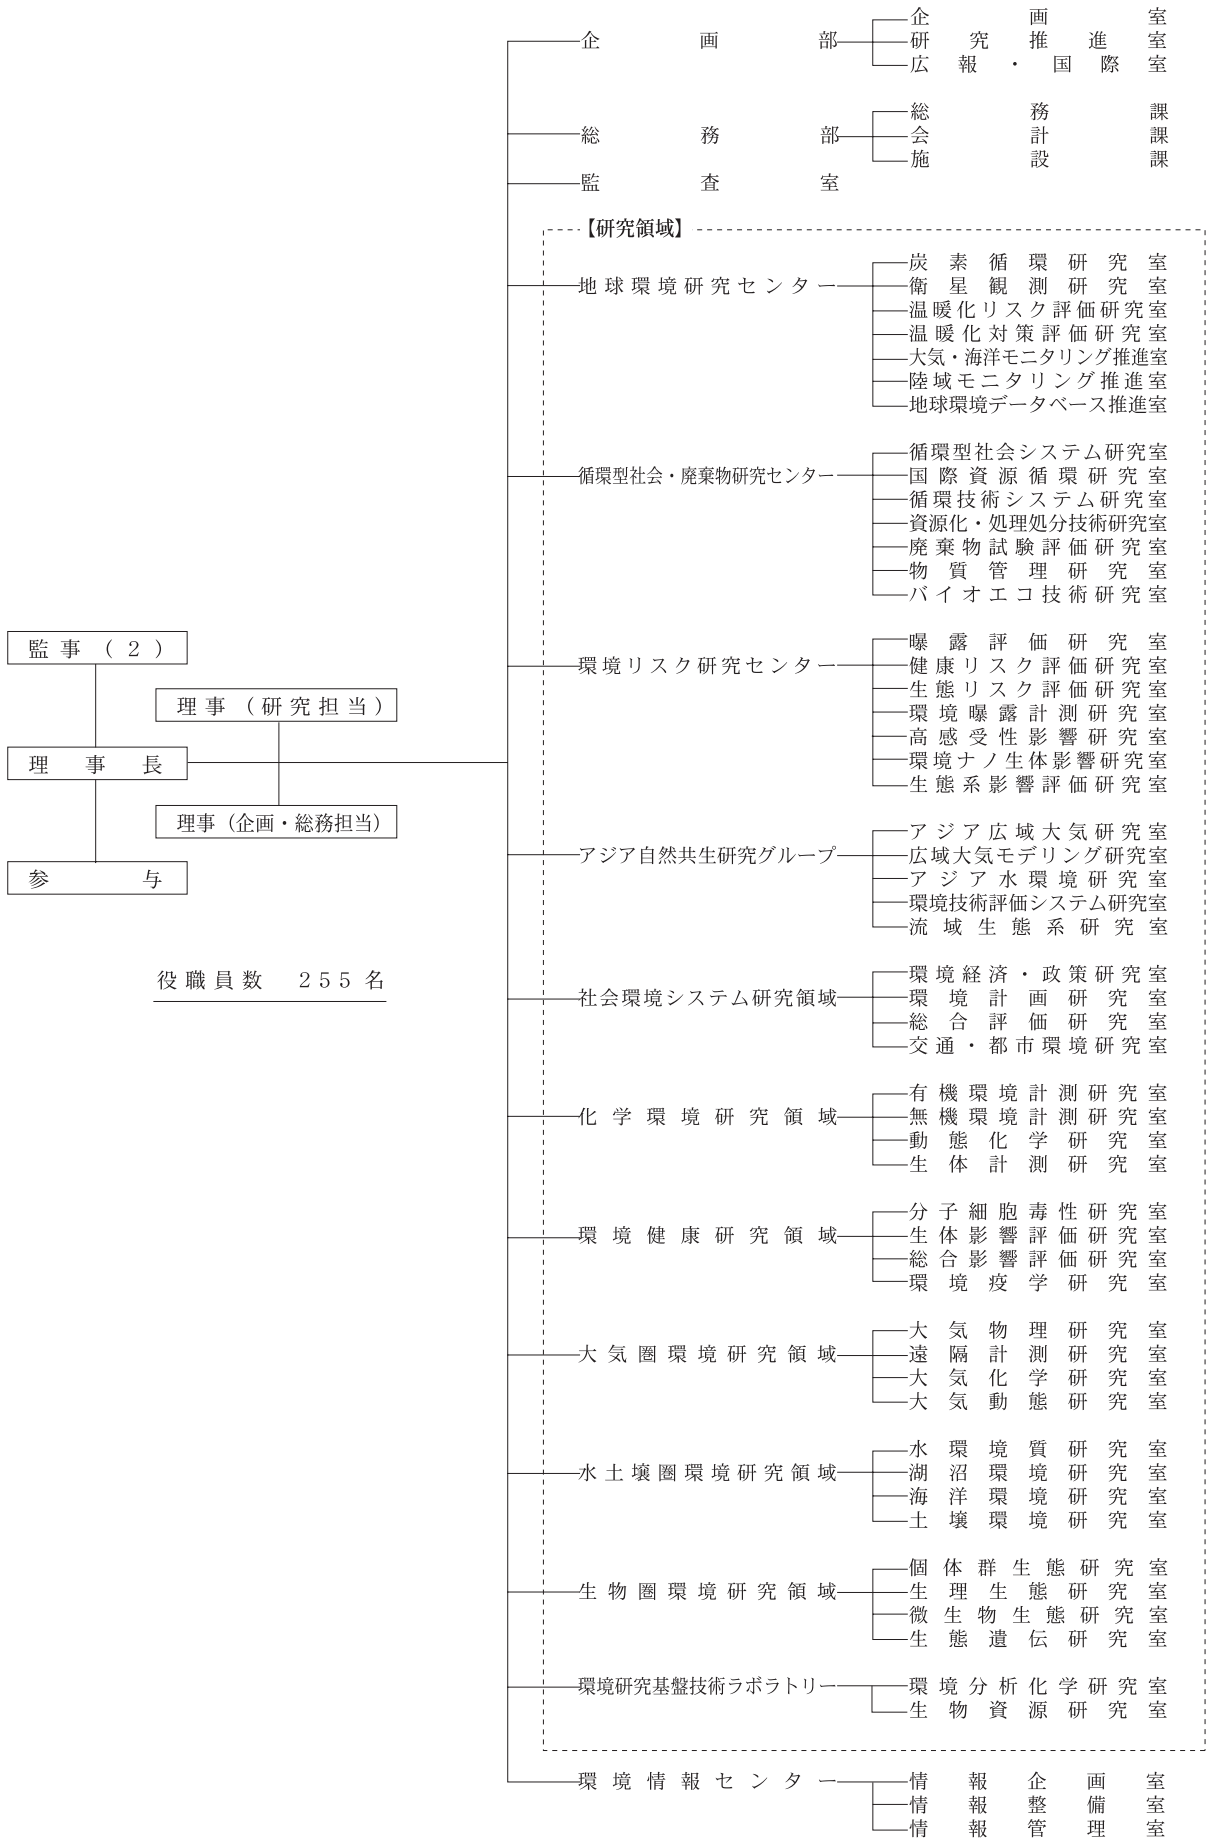 監事（２）
理事（研究担当）
理事長
理事（企画・総務担当）
参与
役職員数　２５５名
企画部
企画室
研究推進室
広報・国際室
総務部
総務課
会計課
施設課
監査室
【研究領域】
地球環境研究センター
炭素循環研究室
衛星観測研究室
温暖化リスク評価研究室
温暖化対策評価研究室
大気・海洋モニタリング推進室
陸域モニタリング推進室
地球環境データベース推進室
循環型社会・廃棄物研究センター
循環型社会システム研究室
国際資源循環研究室
循環技術システム研究室
資源化・処理処分技術研究室
廃棄物試験評価研究室
物質管理研究室
バイオエコ技術研究室
環境リスク研究センター
曝露評価研究室
健康リスク評価研究室
生態リスク評価研究室
環境曝露計測研究室
高感受性影響研究室
環境ナノ生体影響研究室
生態系影響評価研究室
アジア自然共生研究グループ
アジア広域大気研究室
広域大気モデリング研究室
アジア水環境研究室
環境技術評価システム研究室
流域生態系研究室
社会環境システム研究領域
環境経済・政策研究室
環境計画研究室
総合評価研究室
交通・都市環境研究室
化学環境研究領域
有機環境計測研究室
無機環境計測研究室
動態化学研究室
生体計測研究室
環境健康研究領域
分子細胞毒性研究室
生体影響評価研究室
総合影響評価研究室
環境疫学研究室
大気圏環境研究領域
大気物理研究室
遠隔計測研究室
大気化学研究室
大気動態研究室
水土壌圏環境研究領域
水環境質研究室
湖沼環境研究室
海洋環境研究室
土壌環境研究室
生物圏環境研究領域
個体群生態研究室
生理生態研究室
微生物生態研究室
生態遺伝研究室
環境研究基盤技術ラボラトリー
環境分析化学研究室
生物資源研究室
環境情報センター
情報企画室
情報整備室
情報管理室